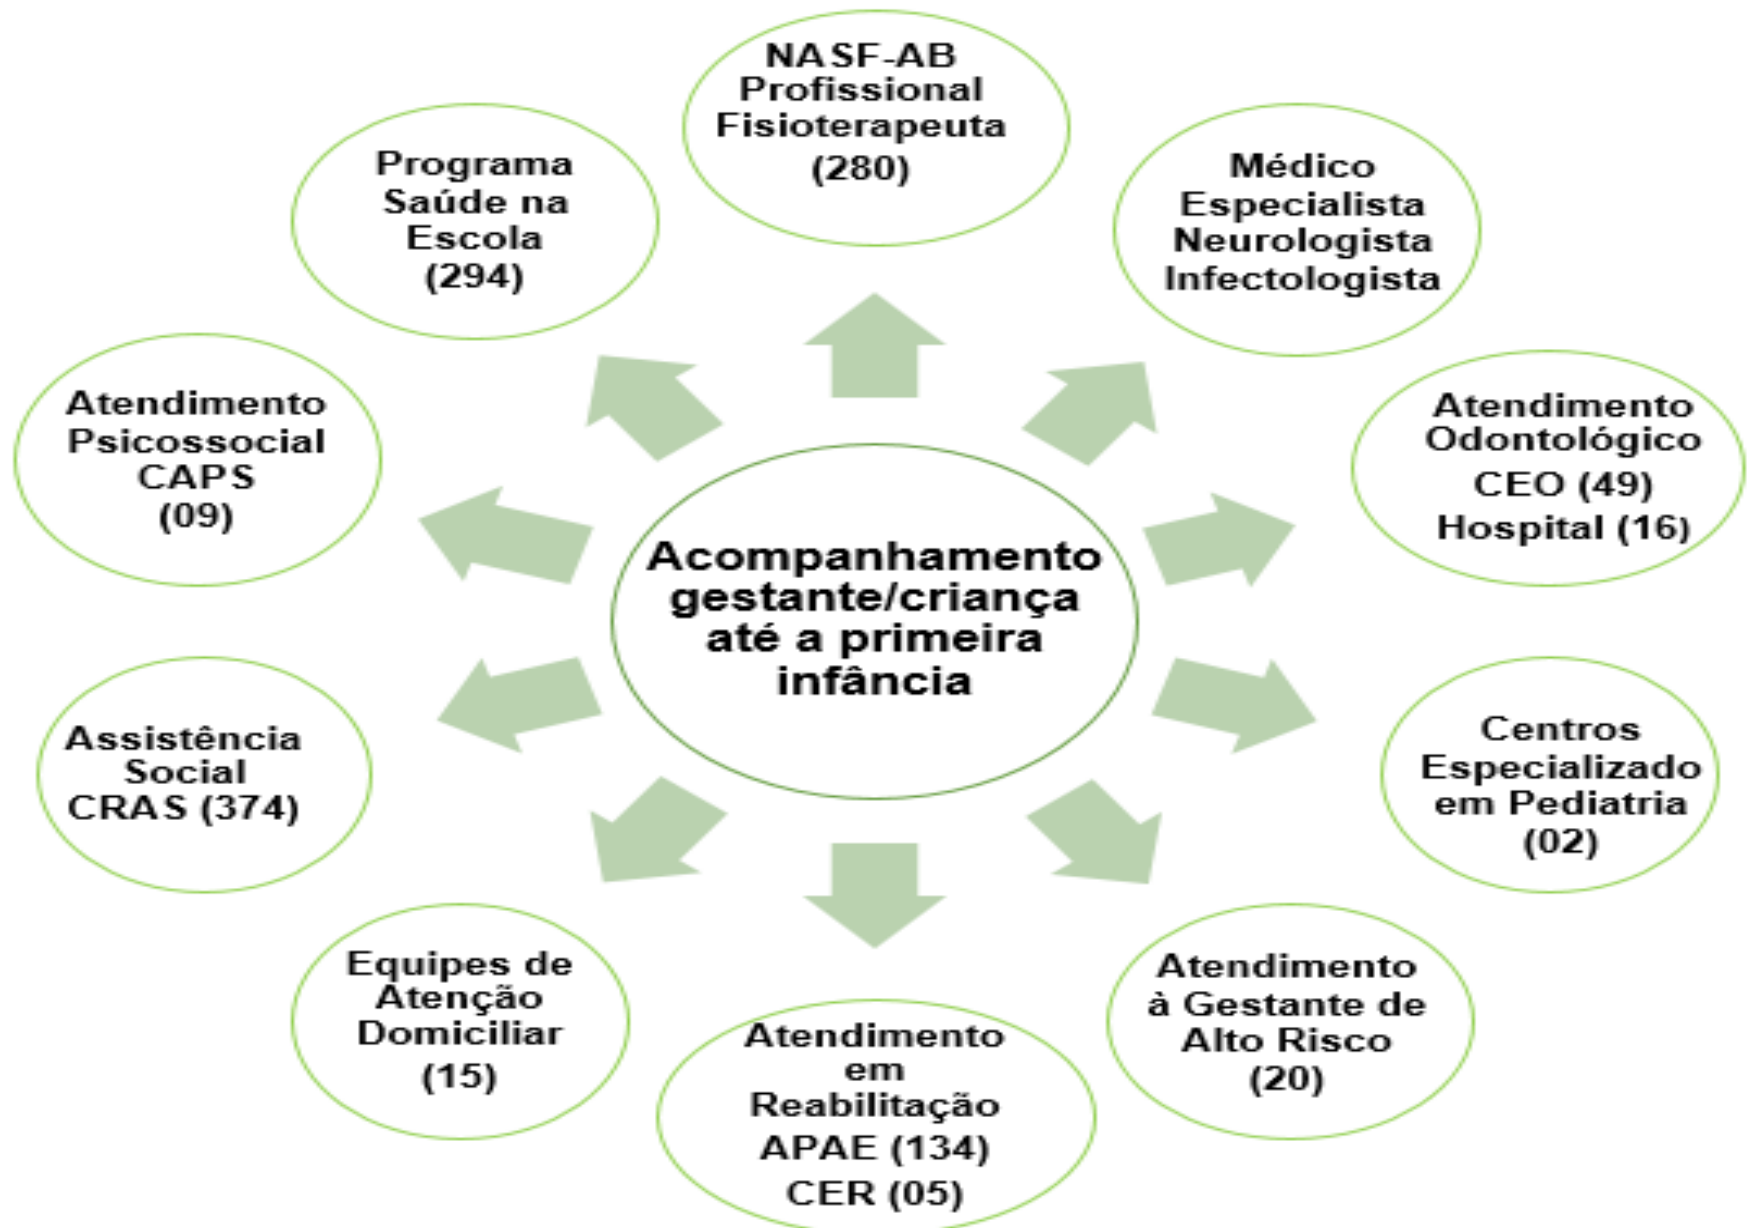 NASF-AB
Profissional
Fisioterapeuta
(280)
Médico
Especialista
Neurologista
Infectologista
Atendimento
Odontológico
CEO (49)
Hospital (16)
Centros
Especializado
em Pediatria
(02)
Atendimento
à Gestante de
Alto Risco
(20)
Atendimento
em
Reabilitação
APAE (134)
CER (05)
Equipes de
Atenção
Domiciliar
(15)
Assistência
Social
CRAS (374)
Atendimento
Psicossocial
CAPS
(09)
Programa
Saúde na
Escola
(294)
Acompanhamento
gestante/criança
até a primeira
infância